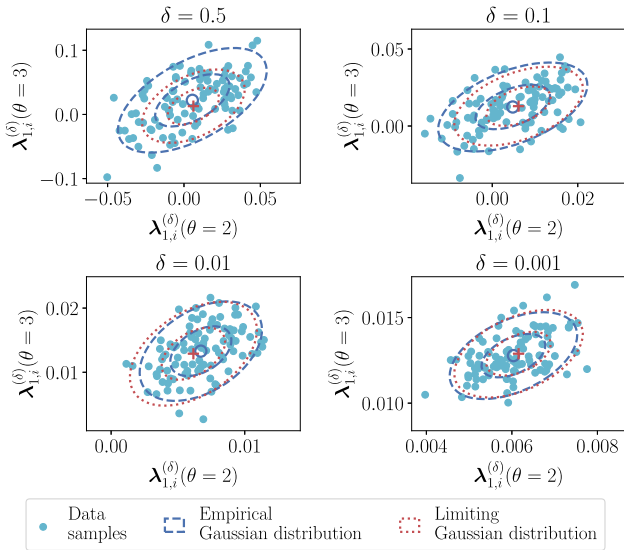 δ = 0.5
δ = 0.1
0.1
0.0
−0.1
0.05
0.00
−0.05
0.00
0.05
0.00
0.02
λ_{1,i}^{(δ)}(θ = 3)
λ_{1,i}^{(δ)}(θ = 3)
λ_{1,i}^{(δ)}(θ = 2)
λ_{1,i}^{(δ)}(θ = 2)
δ = 0.01
δ = 0.001
0.02
0.01
0.015
0.010
0.00
0.01
0.004
0.006
0.008
λ_{1,i}^{(δ)}(θ = 3)
λ_{1,i}^{(δ)}(θ = 3)
λ_{1,i}^{(δ)}(θ = 2)
λ_{1,i}^{(δ)}(θ = 2)
Data
samples
Empirical
Gaussian distribution
Limiting
Gaussian distribution